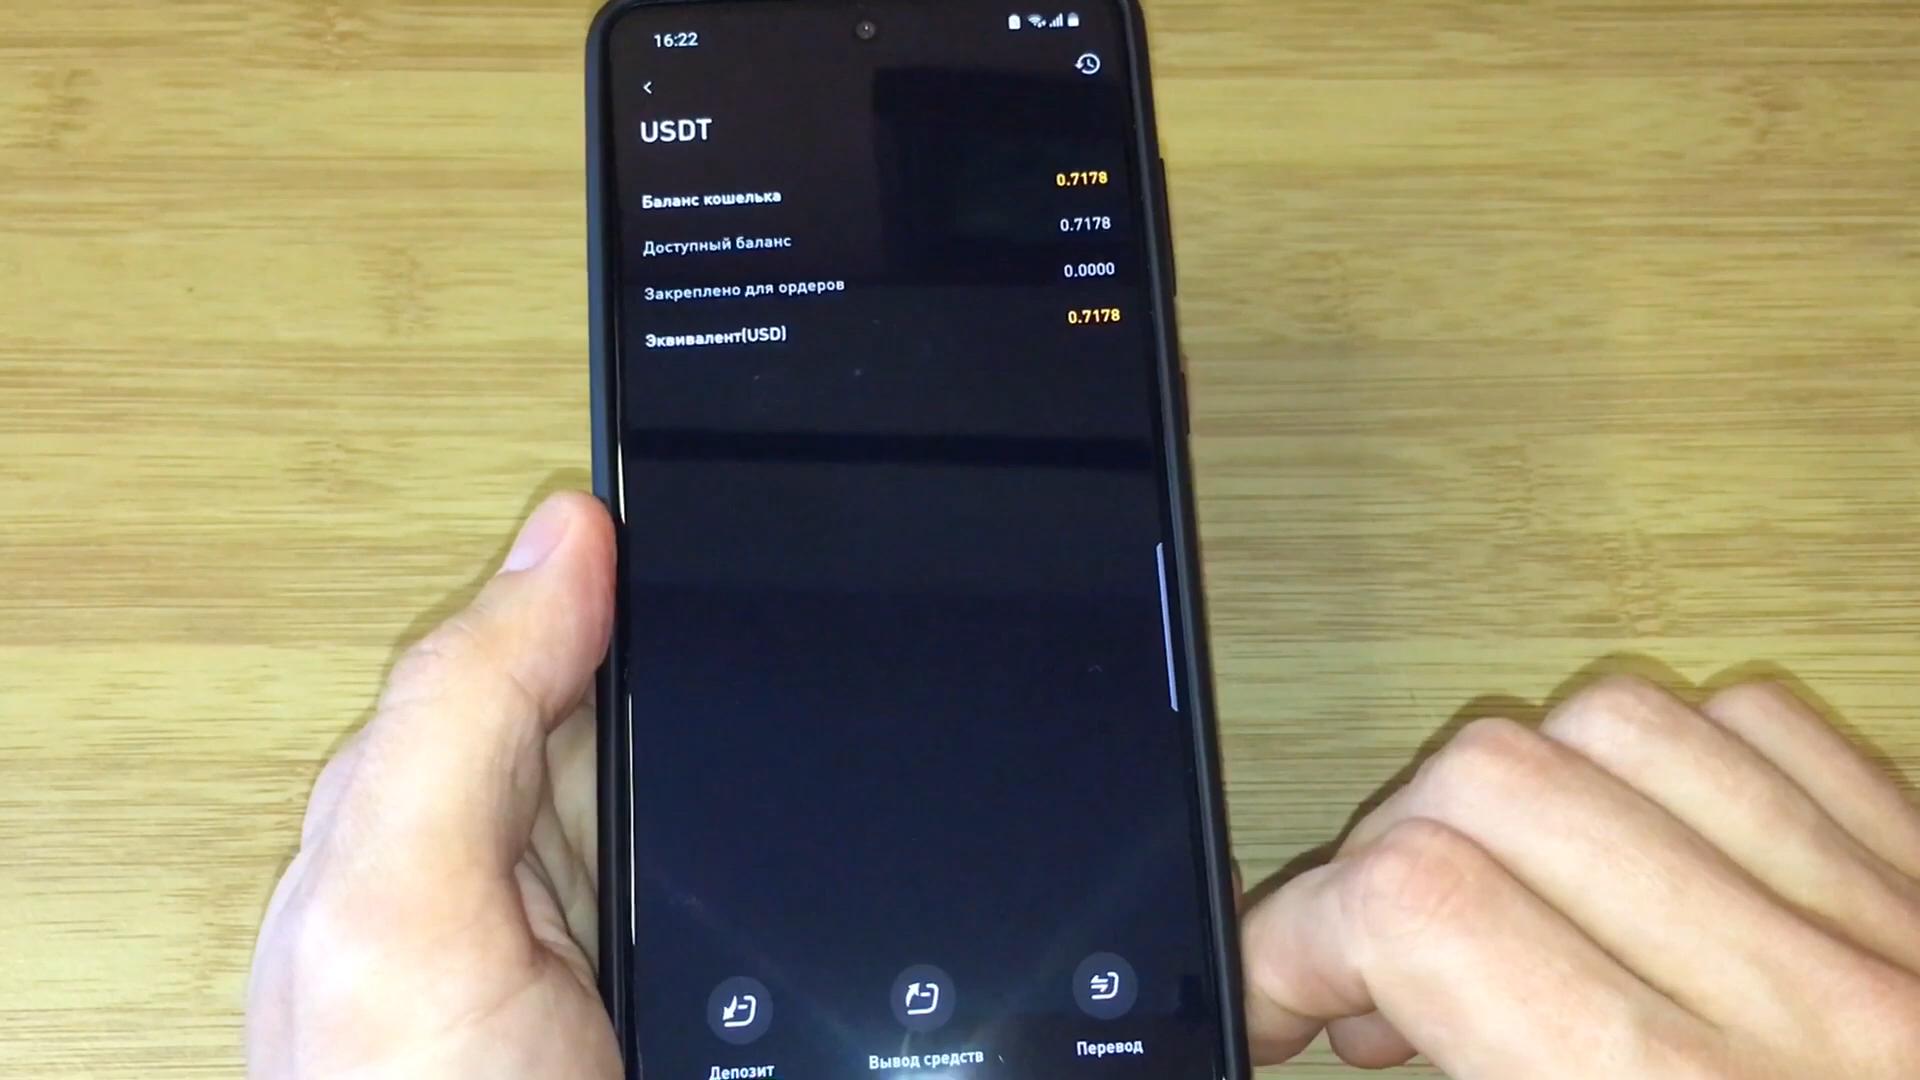 16:22
USDT
Баланс кошелька 0.7178
Доступный баланс 0.7178
Закреплено для ордеров 0.0000
Эквивалент(USD) 0.7178
Депозит Вывод средств Перевод